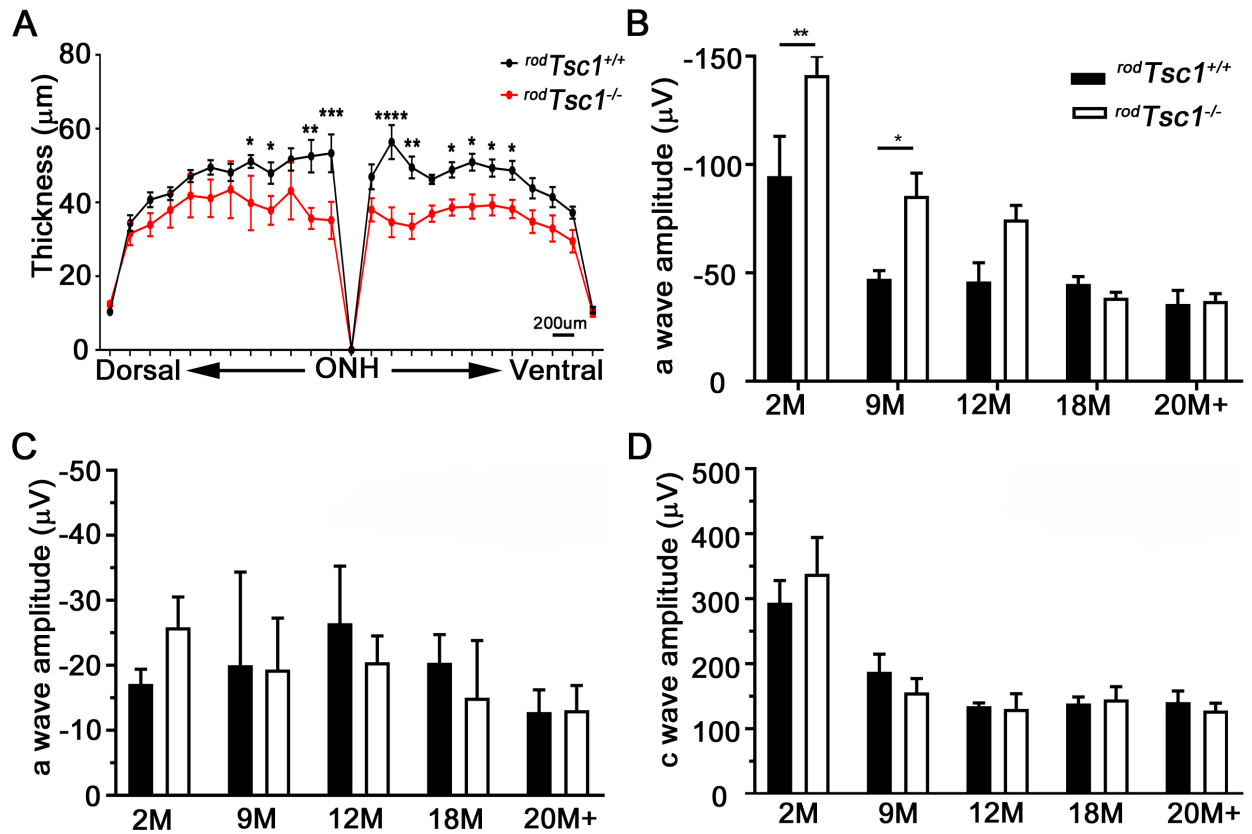 A
Thickness (μm)
80
60
40
20
0
rodTsc1+/+
rodTsc1-/-
* * ** *** **** ** * * * *
200um
Dorsal ONH Ventral
B
a wave amplitude (μV)
-150
-100
-50
0
**
*
rodTsc1+/+
rodTsc1-/-
2M 9M 12M 18M 20M+
C
a wave amplitude (μV)
-50
-40
-30
-20
-10
0
2M 9M 12M 18M 20M+
D
c wave amplitude (μV)
500
400
300
200
100
0
2M 9M 12M 18M 20M+